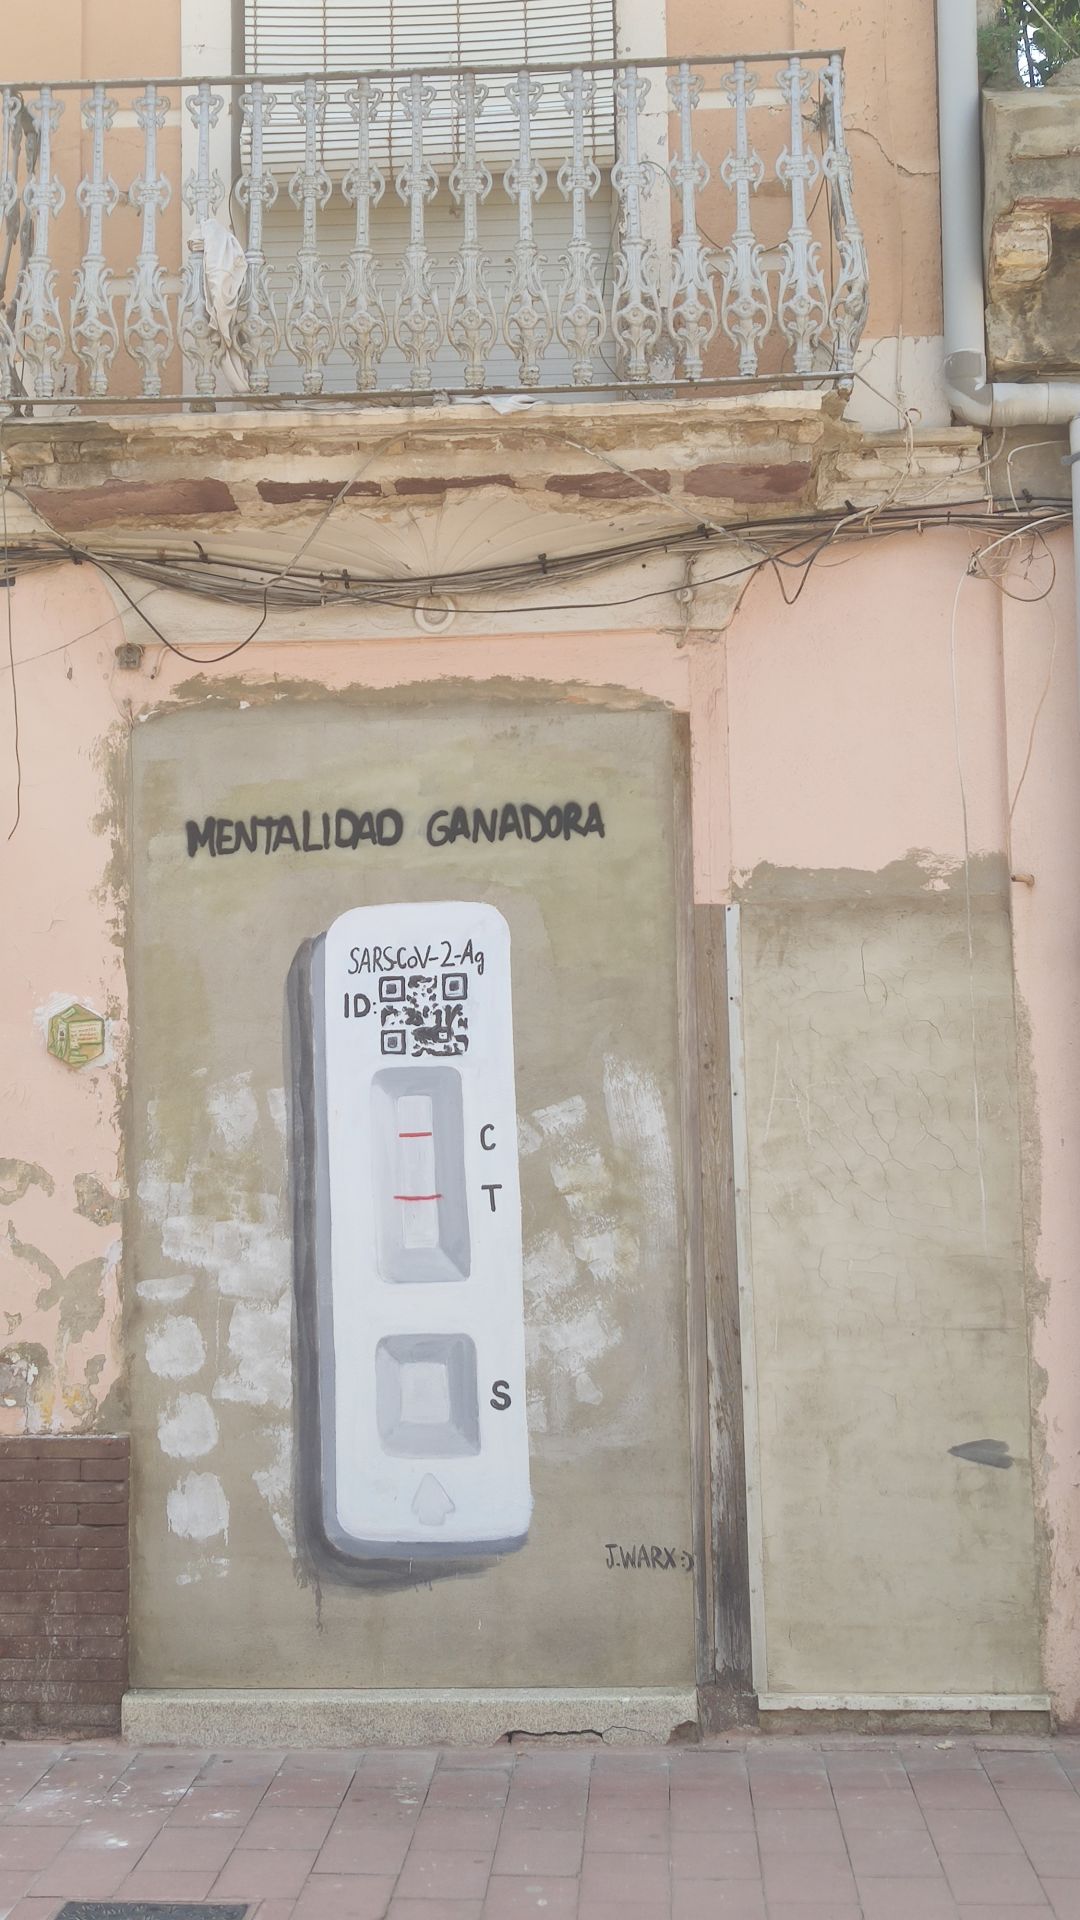 MENTALIDAD GANADORA
SARS-CoV-2-Ag
ID:
C
T
S
J.WARX:)